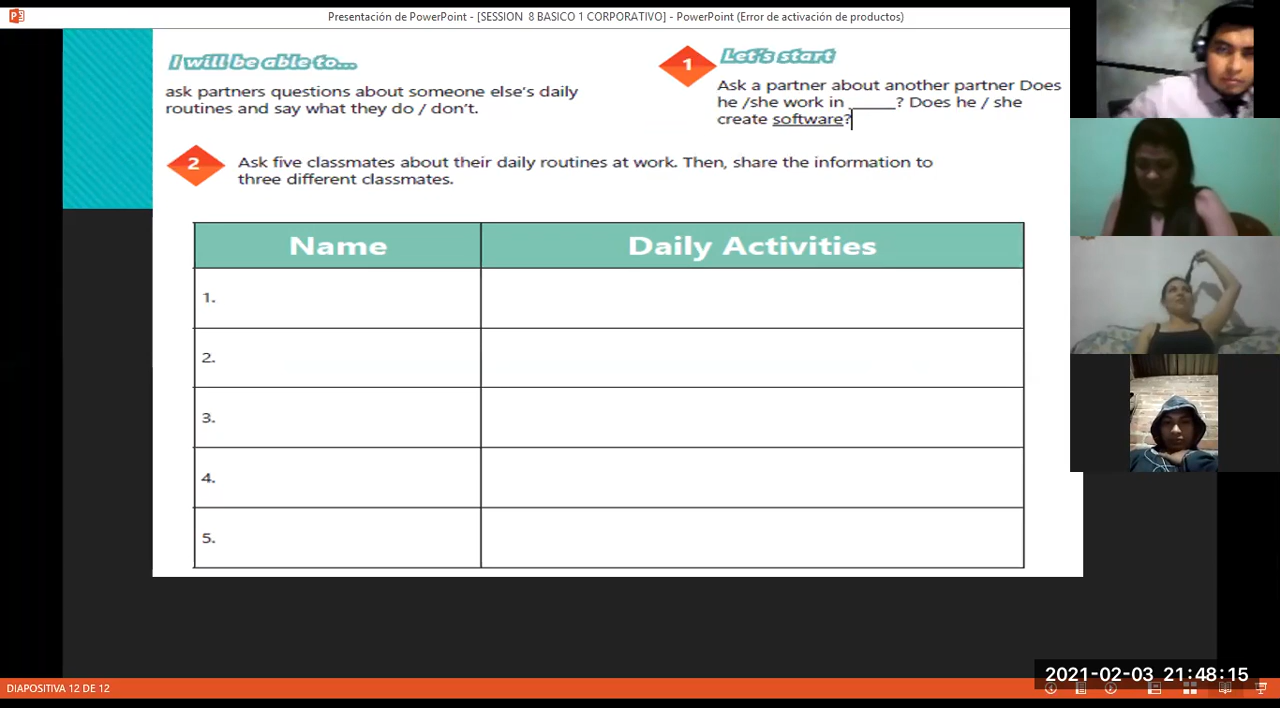 Presentación de PowerPoint - [SESSION  8 BASICO 1 CORPORATIVO] - PowerPoint (Error de activación de productos)
I will be able to...
ask partners questions about someone else's daily
routines and say what they do / don't.
1
Let's start
Ask a partner about another partner Does
he /she work in _____? Does he / she
create software?
2
Ask five classmates about their daily routines at work. Then, share the information to
three different classmates.
Name
Daily Activities
1.
2.
3.
4.
5.
2021-02-03 21:48:15
DIAPOSITIVA 12 DE 12